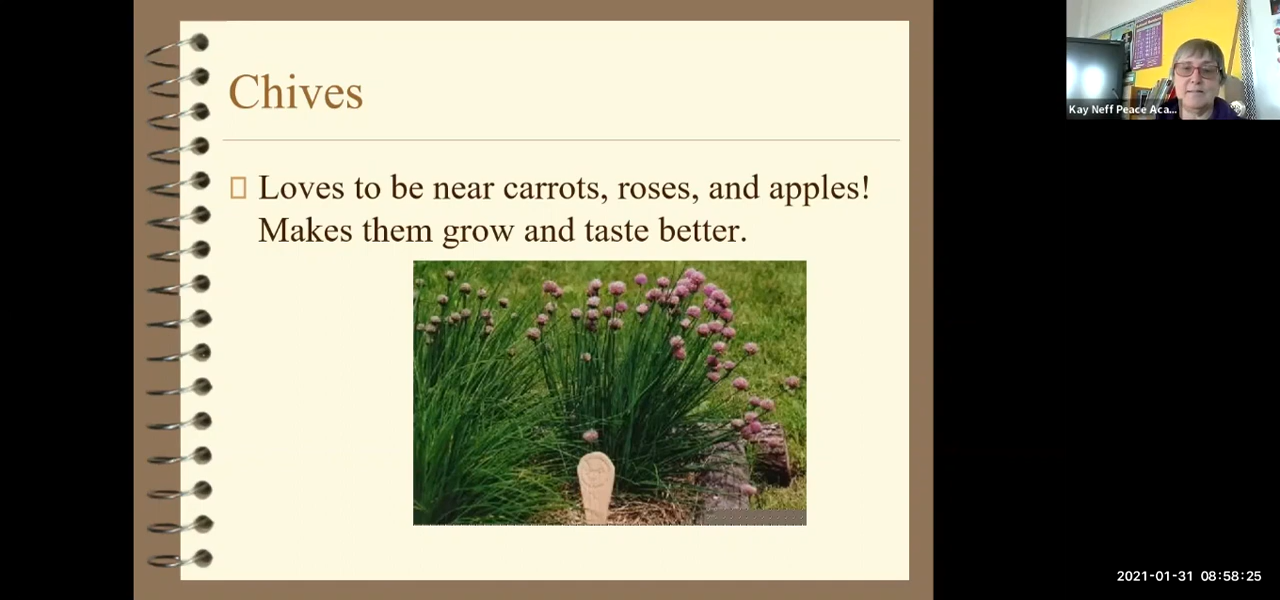 Chives
Loves to be near carrots, roses, and apples!
Makes them grow and taste better.
Kay Neff Peace Aca...
2021-01-31 08:58:25